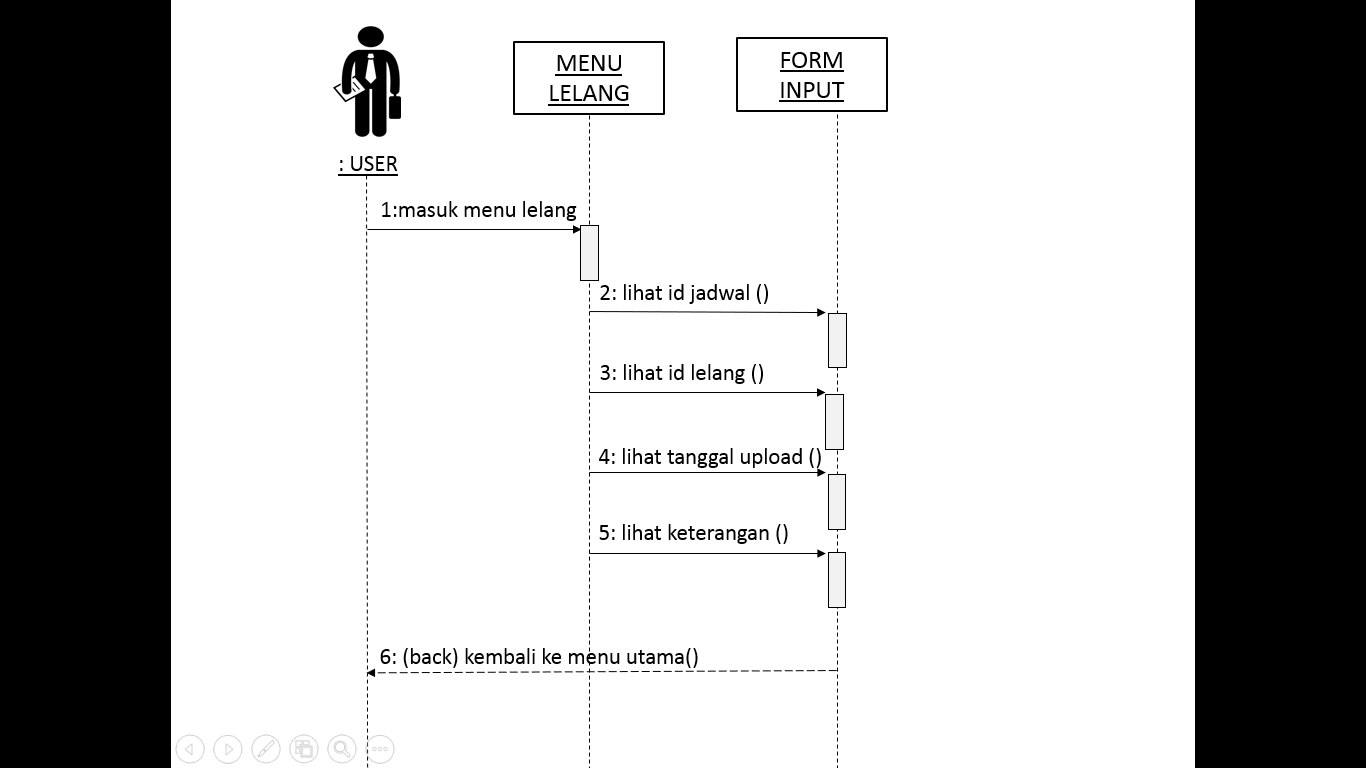 MENU
LELANG
FORM
INPUT
: USER
1:masuk menu lelang
2: lihat id jadwal ()
3: lihat id lelang ()
4: lihat tanggal upload ()
5: lihat keterangan ()
6: (back) kembali ke menu utama()